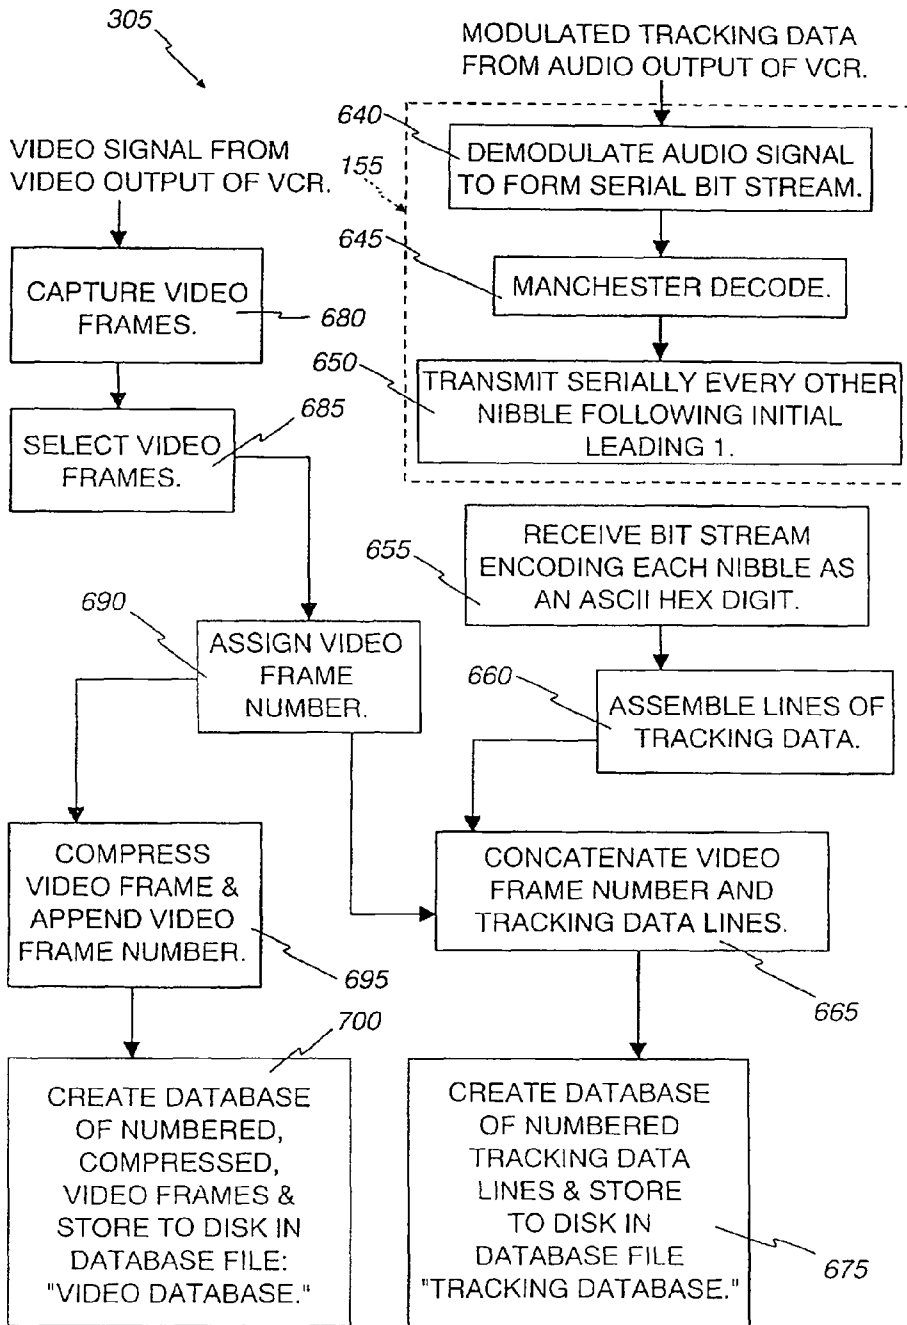 305
MODULATED TRACKING DATA
FROM AUDIO OUTPUT OF VCR.
VIDEO SIGNAL FROM
VIDEO OUTPUT OF VCR.
155
640
DEMODULATE AUDIO SIGNAL
TO FORM SERIAL BIT STREAM.
645
MANCHESTER DECODE.
CAPTURE VIDEO
FRAMES.
680
650
TRANSMIT SERIALLY EVERY OTHER
NIBBLE FOLLOWING INITIAL
LEADING 1.
685
SELECT VIDEO
FRAMES.
655
RECEIVE BIT STREAM
ENCODING EACH NIBBLE AS
AN ASCII HEX DIGIT.
690
ASSIGN VIDEO
FRAME
NUMBER.
660
ASSEMBLE LINES OF
TRACKING DATA.
COMPRESS
VIDEO FRAME &
APPEND VIDEO
FRAME NUMBER.
695
CONCATENATE VIDEO
FRAME NUMBER AND
TRACKING DATA LINES.
665
700
CREATE DATABASE
OF NUMBERED,
COMPRESSED,
VIDEO FRAMES &
STORE TO DISK IN
DATABASE FILE:
"VIDEO DATABASE."
CREATE DATABASE
OF NUMBERED
TRACKING DATA
LINES & STORE
TO DISK IN
DATABASE FILE
"TRACKING DATABASE."
675